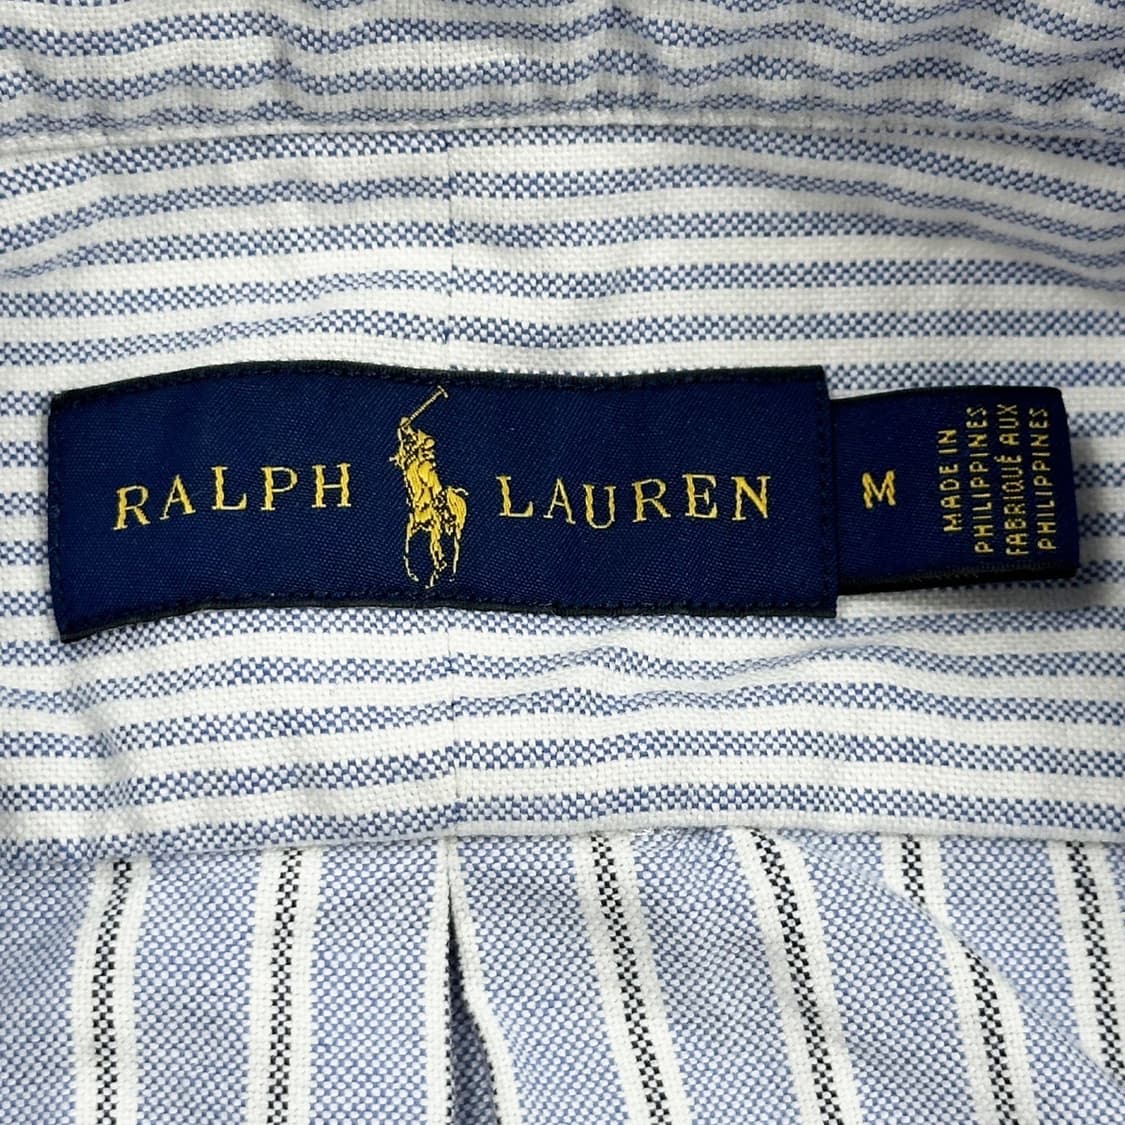 RALPH LAUREN
M
MADE IN
PHILIPPINES
FABRIQUÉ AUX
PHILIPPINES